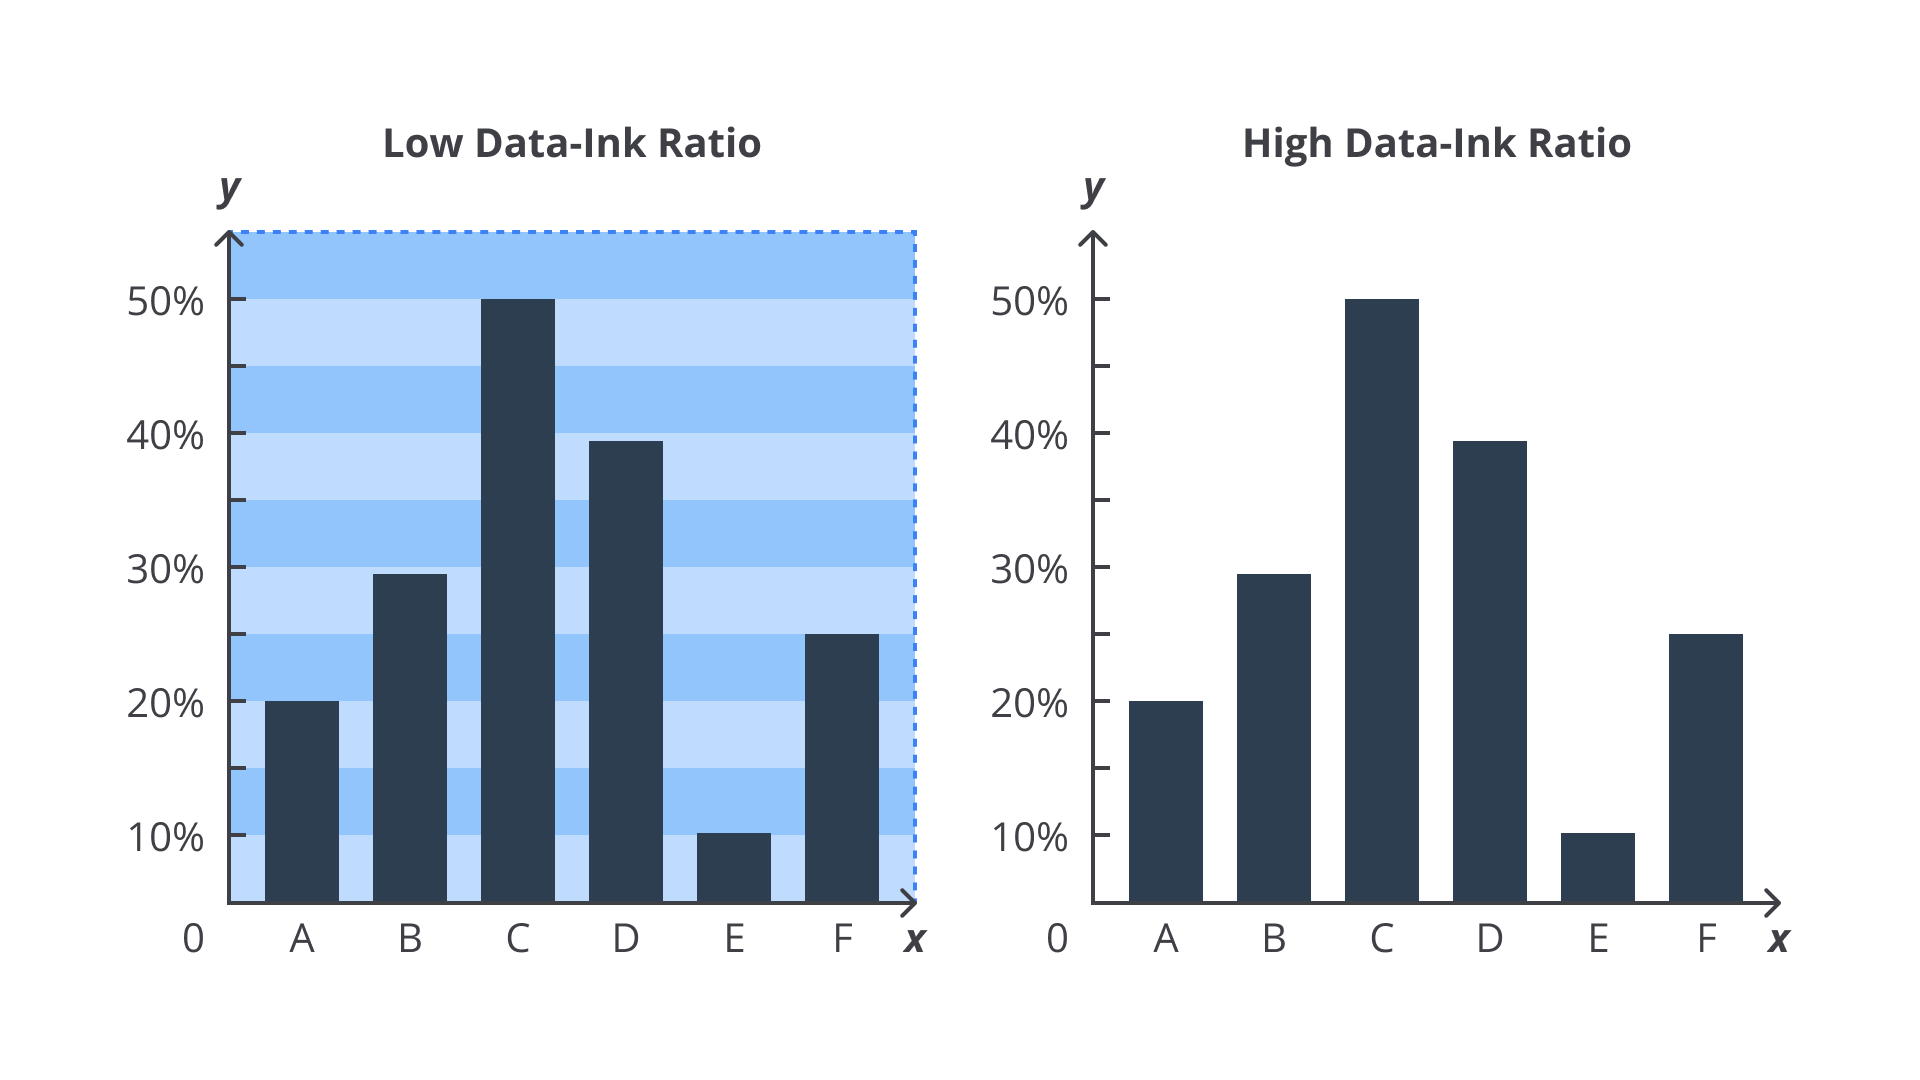 Low Data-Ink Ratio
y
50%
40%
30%
20%
10%
0 A B C D E F x
High Data-Ink Ratio
y
50%
40%
30%
20%
10%
0 A B C D E F x